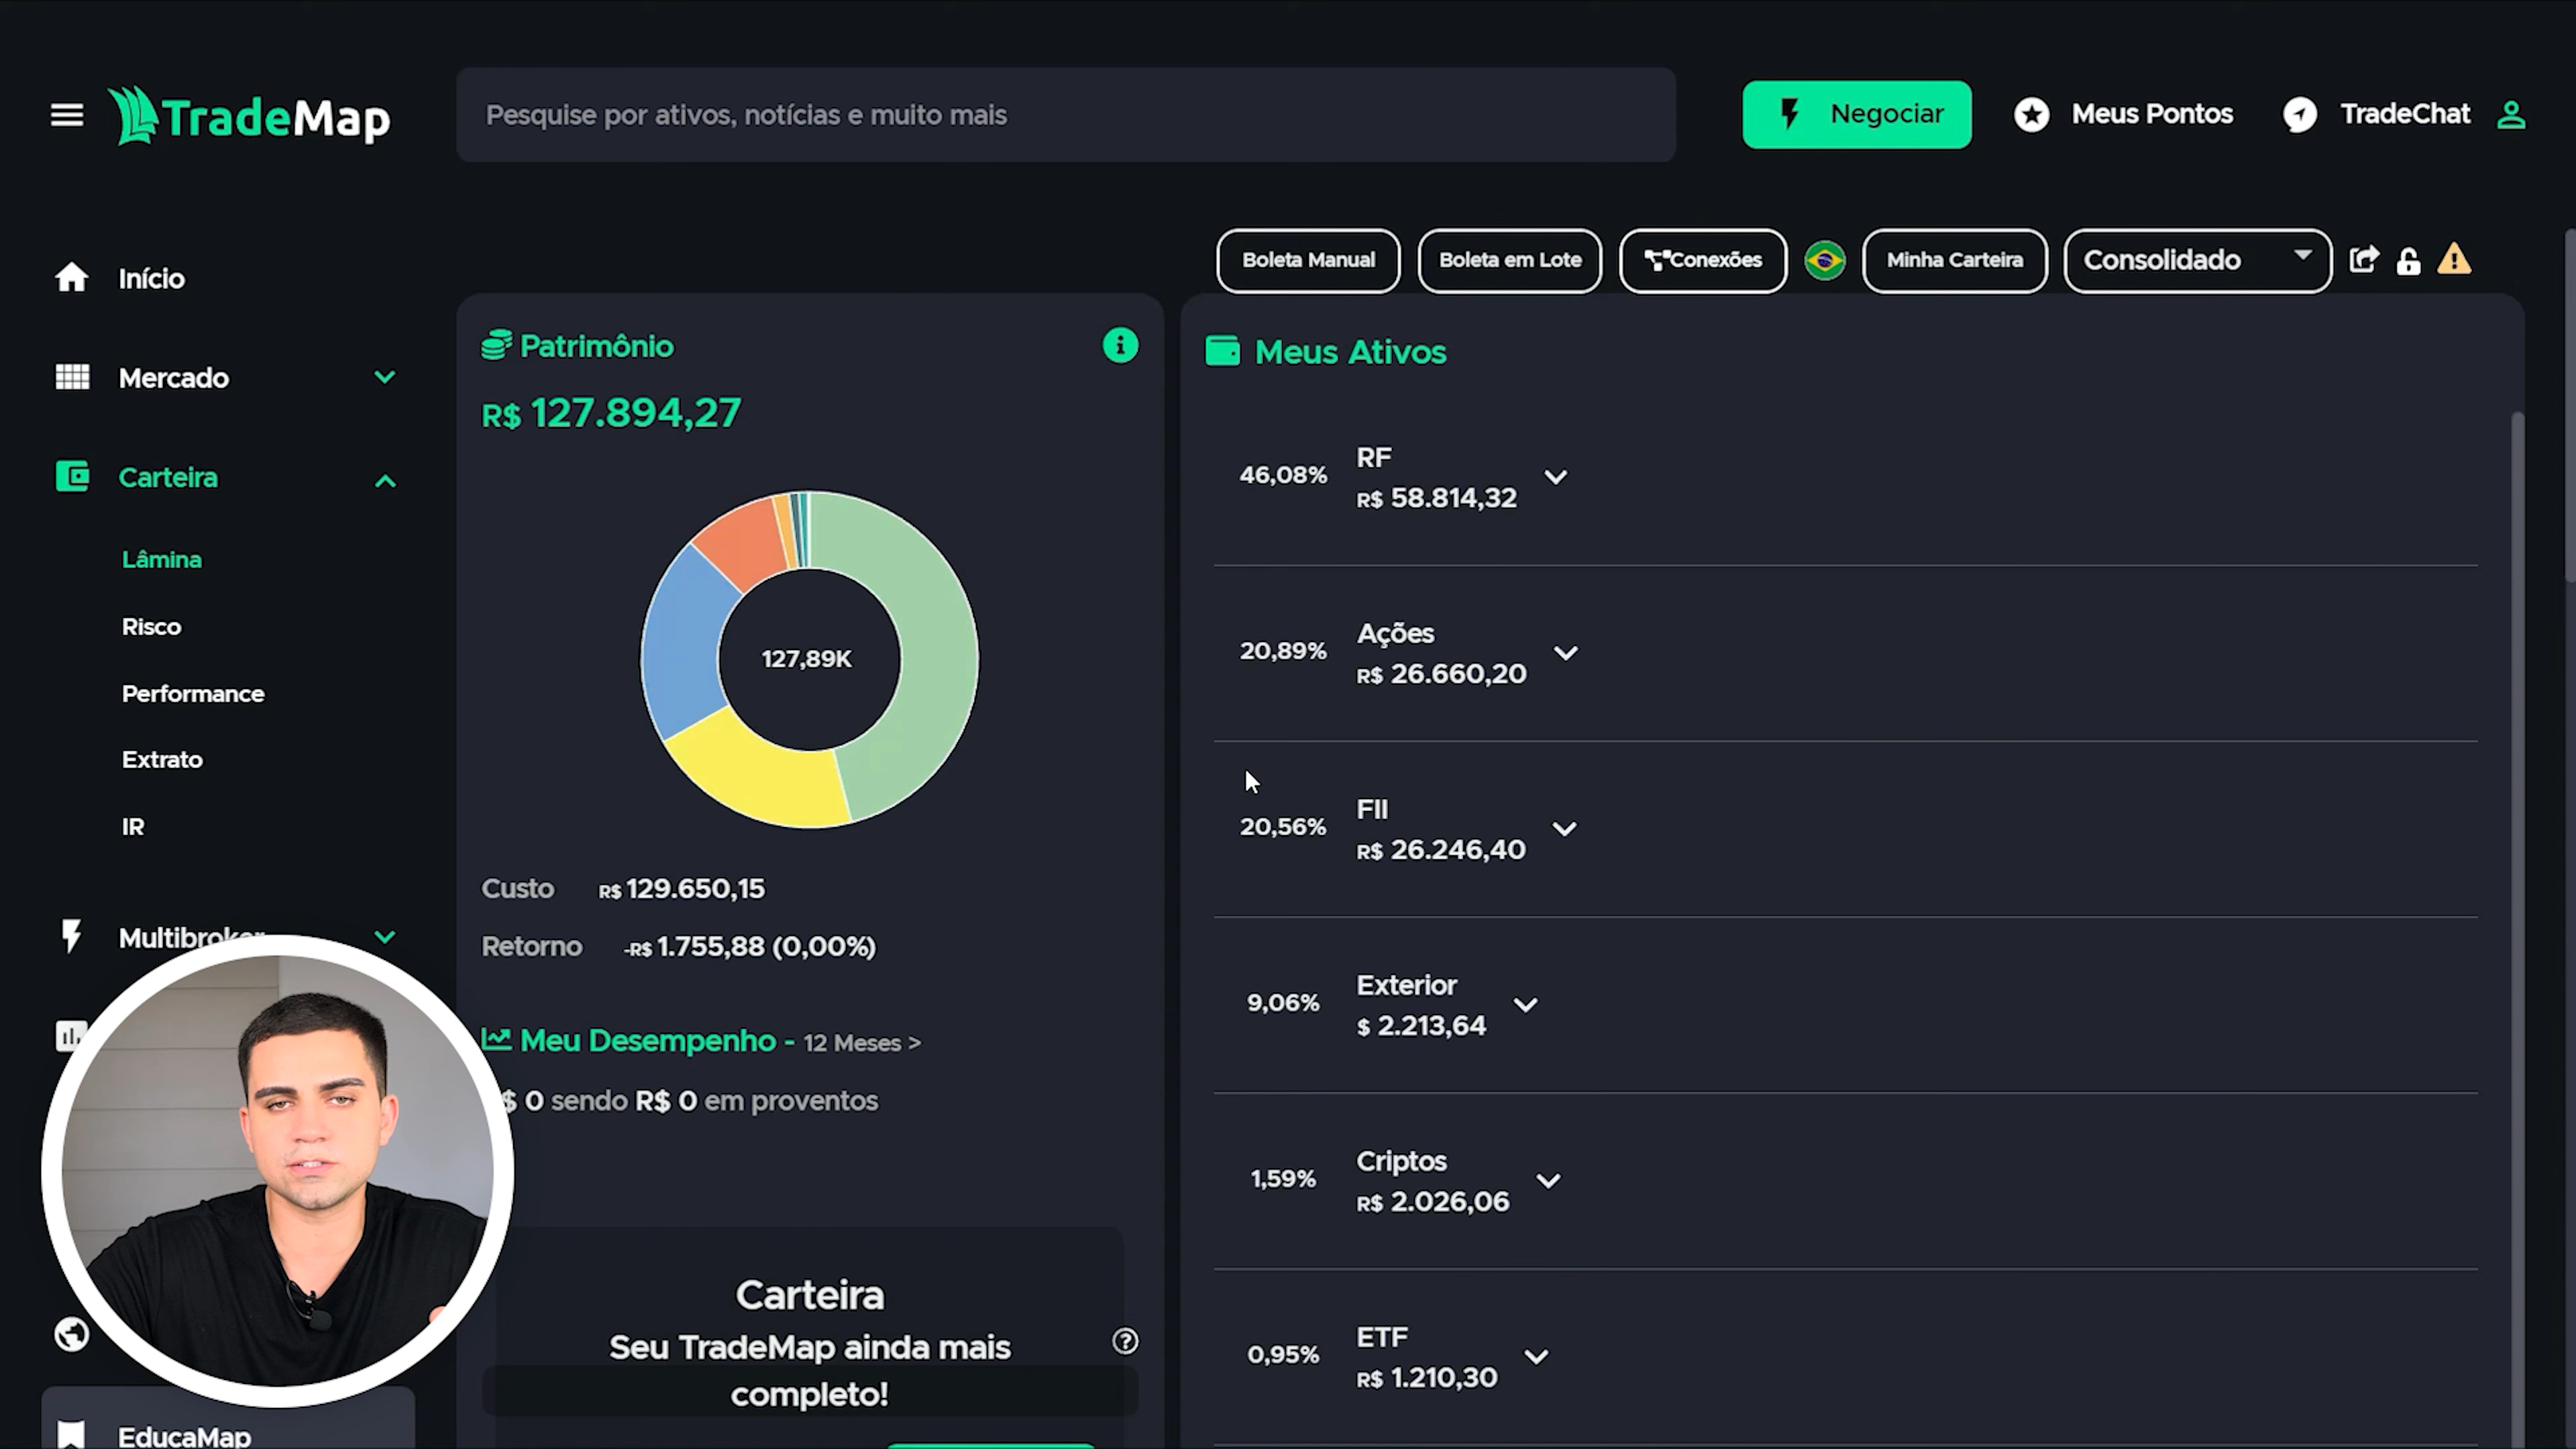 TradeMap
Pesquise por ativos, notícias e muito mais
Negociar
Meus Pontos
TradeChat
Início
Mercado
Carteira
Lâmina
Risco
Performance
Extrato
IR
Multibroker
EducaMap
Boleta Manual
Boleta em Lote
Conexões
Minha Carteira
Consolidado
Patrimônio
R$ 127.894,27
127,89K
Custo R$ 129.650,15
Retorno -R$ 1.755,88 (0,00%)
Meu Desempenho - 12 Meses >
$ 0 sendo R$ 0 em proventos
Carteira
Seu TradeMap ainda mais
completo!
Meus Ativos
46,08%
RF
R$ 58.814,32
20,89%
Ações
R$ 26.660,20
20,56%
FII
R$ 26.246,40
9,06%
Exterior
$ 2.213,64
1,59%
Criptos
R$ 2.026,06
0,95%
ETF
R$ 1.210,30